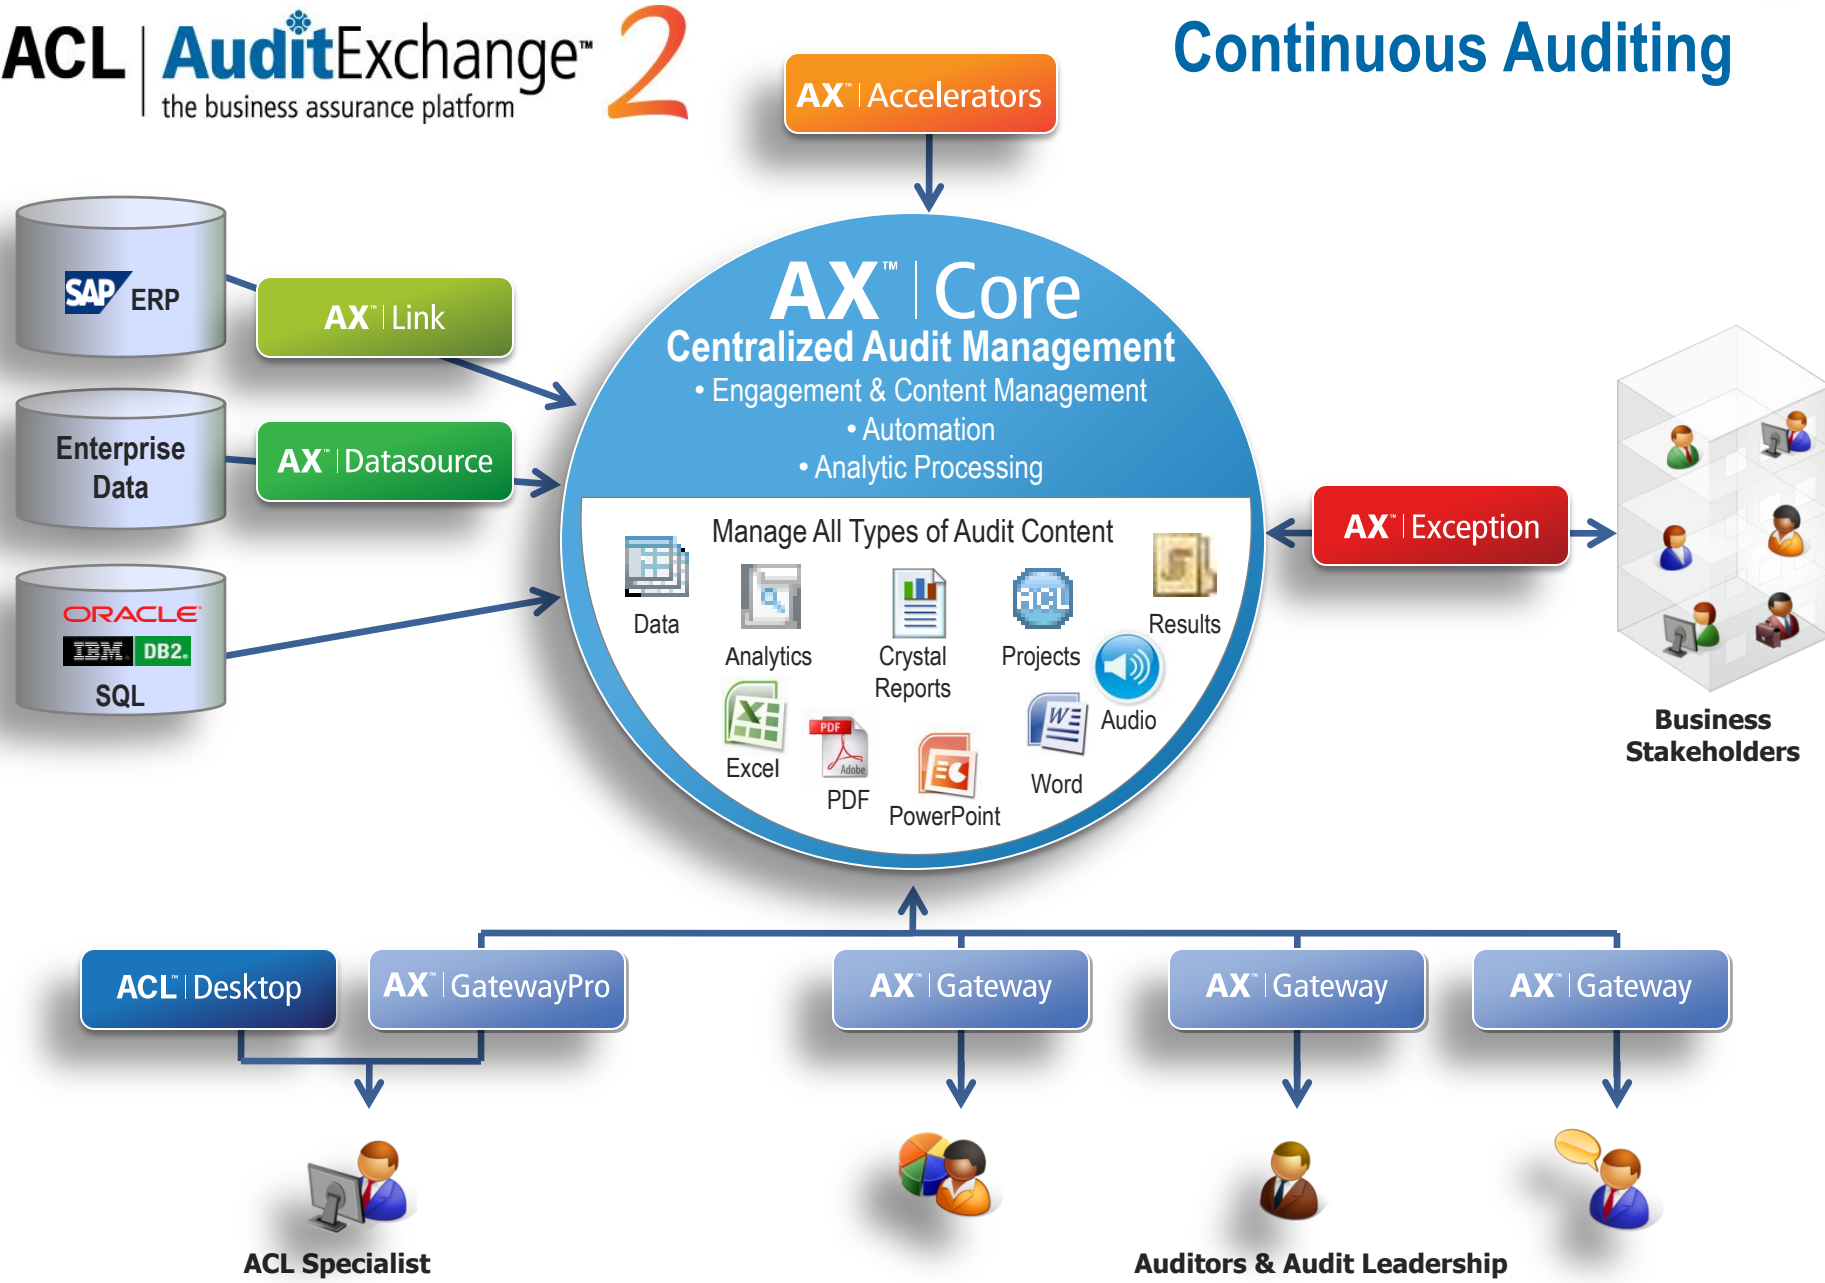 ACL | AuditExchange™ 2
the business assurance platform
Continuous Auditing
AX™ | Accelerators
SAP ERP
AX™ | Link
Enterprise
Data
AX™ | Datasource
ORACLE
IBM. DB2.
SQL
AX™ | Core
Centralized Audit Management
• Engagement & Content Management
• Automation
• Analytic Processing
Manage All Types of Audit Content
Data
Analytics
Crystal
Reports
ACL
Projects
Results
Excel
PDF
Adobe
PDF
PowerPoint
W
Word
Audio
AX™ | Exception
Business
Stakeholders
ACL™ | Desktop
AX™ | GatewayPro
AX™ | Gateway
AX™ | Gateway
AX™ | Gateway
ACL Specialist
Auditors & Audit Leadership